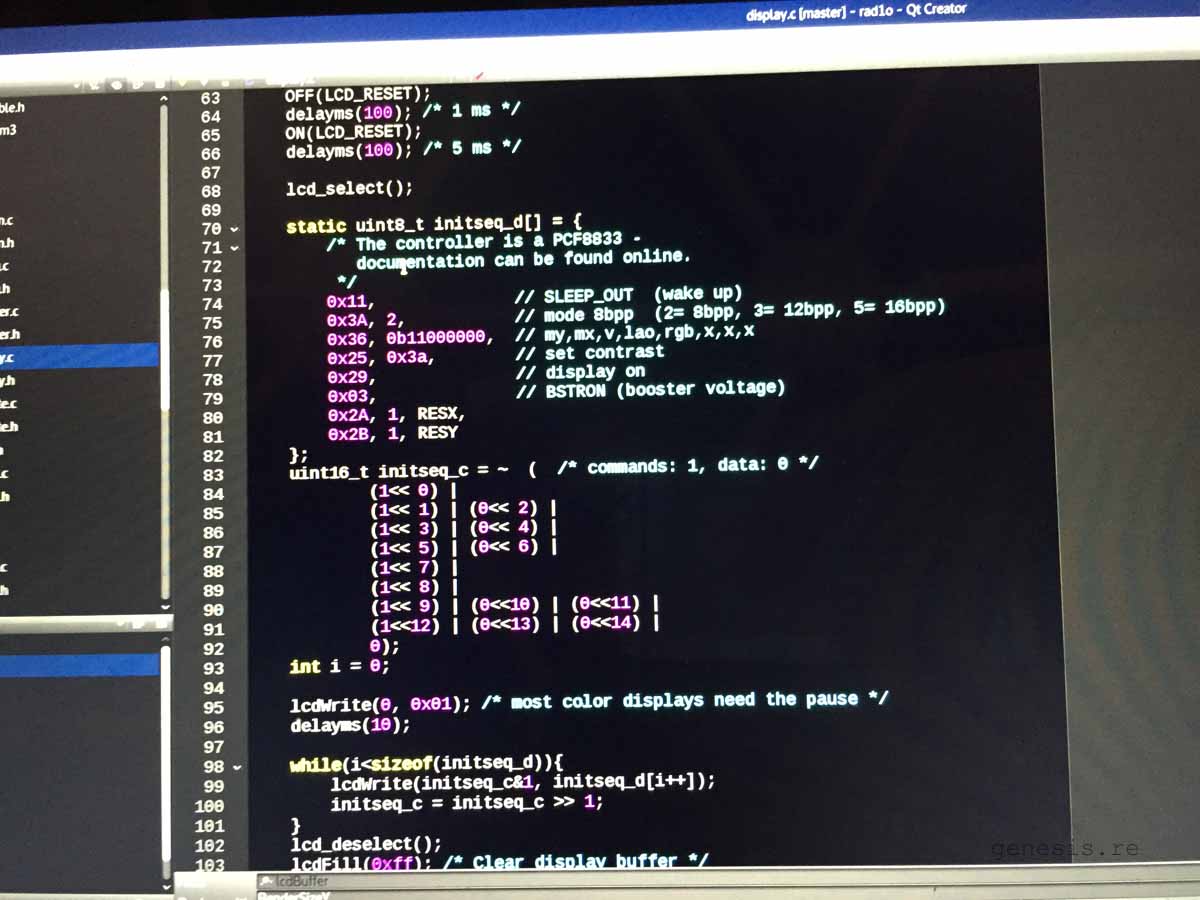 display.c [master] - rad1o - Qt Creator
ble.h
m3
n.c
n.h
.c
.h
er.c
er.h
y.c
y.h
te.c
te.h
.c
.h
.c
.h
63 OFF(LCD_RESET);
64 delayms(100); /* 1 ms */
65 ON(LCD_RESET);
66 delayms(100); /* 5 ms */
67
68 lcd_select();
69
70 static uint8_t initseq_d[] = {
71 /* The controller is a PCF8833 -
72 documentation can be found online.
73 */
74 0x11, // SLEEP_OUT (wake up)
75 0x3A, 2, // mode 8bpp (2= 8bpp, 3= 12bpp, 5= 16bpp)
76 0x36, 0b11000000, // my,mx,v,lao,rgb,x,x,x
77 0x25, 0x3a, // set contrast
78 0x29, // display on
79 0x03, // BSTRON (booster voltage)
80 0x2A, 1, RESX,
81 0x2B, 1, RESY
82 };
83 uint16_t initseq_c = ~ ( /* commands: 1, data: 0 */
84 (1<< 0) |
85 (1<< 1) | (0<< 2) |
86 (1<< 3) | (0<< 4) |
87 (1<< 5) | (0<< 6) |
88 (1<< 7) |
89 (1<< 8) |
90 (1<< 9) | (0<<10) | (0<<11) |
91 (1<<12) | (0<<13) | (0<<14) |
92 0);
93 int i = 0;
94
95 lcdWrite(0, 0x01); /* most color displays need the pause */
96 delayms(10);
97
98 while(i<sizeof(initseq_d)){
99 lcdWrite(initseq_c&1, initseq_d[i++]);
100 initseq_c = initseq_c >> 1;
101 }
102 lcd_deselect();
103 lcdFill(0xff); /* Clear display buffer */
genesis.re
lcdBuffer
RenderSizeY